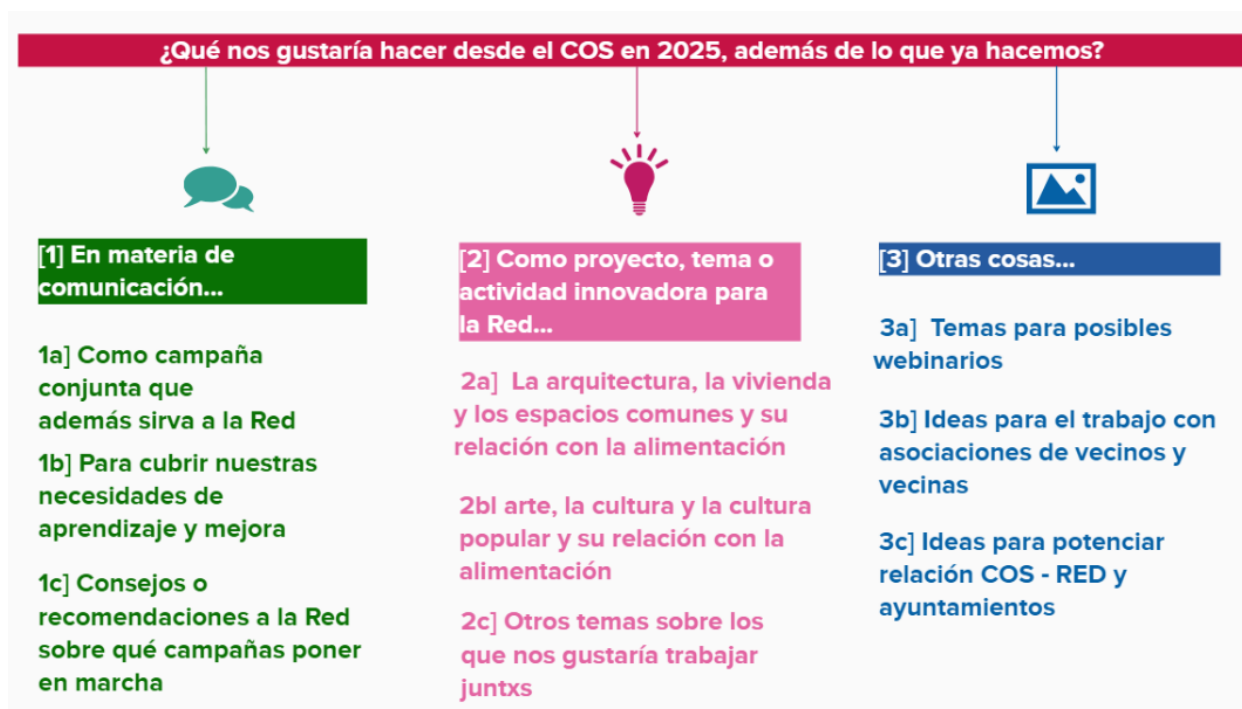 ¿Qué nos gustaría hacer desde el COS en 2025, además de lo que ya hacemos?
[1] En materia de
comunicación...
1a] Como campaña
conjunta que
además sirva a la Red
1b] Para cubrir nuestras
necesidades de
aprendizaje y mejora
1c] Consejos o
recomendaciones a la Red
sobre qué campañas poner
en marcha
[2] Como proyecto, tema o
actividad innovadora para
la Red...
2a] La arquitectura, la vivienda
y los espacios comunes y su
relación con la alimentación
2bl arte, la cultura y la cultura
popular y su relación con la
alimentación
2c] Otros temas sobre los
que nos gustaría trabajar
juntxs
[3] Otras cosas...
3a] Temas para posibles
webinarios
3b] Ideas para el trabajo con
asociaciones de vecinos y
vecinas
3c] Ideas para potenciar
relación COS - RED y
ayuntamientos